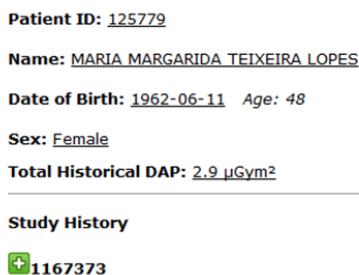 Patient ID: 125779
Name: MARIA MARGARIDA TEIXEIRA LOPES
Date of Birth: 1962-06-11 Age: 48
Sex: Female
Total Historical DAP: 2.9 µGym²
Study History
1167373